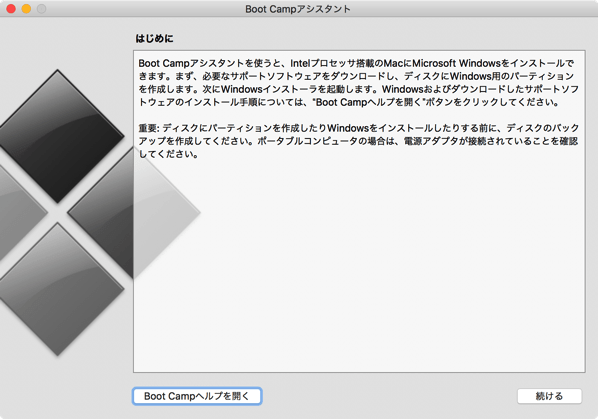 Boot Campアシスタント
はじめに
Boot Campアシスタントを使うと、Intelプロセッサ搭載のMacにMicrosoft Windowsをインストールで
きます。まず、必要なサポートソフトウェアをダウンロードし、ディスクにWindows用のパーティション
を作成します。次にWindowsインストーラを起動します。Windowsおよびダウンロードしたサポートソフ
トウェアのインストール手順については、"Boot Campヘルプを開く"ボタンをクリックしてください。
重要: ディスクにパーティションを作成したりWindowsをインストールしたりする前に、ディスクのバック
アップを作成してください。ポータブルコンピュータの場合は、電源アダプタが接続されていることを確認
してください。
Boot Campヘルプを開く
続ける